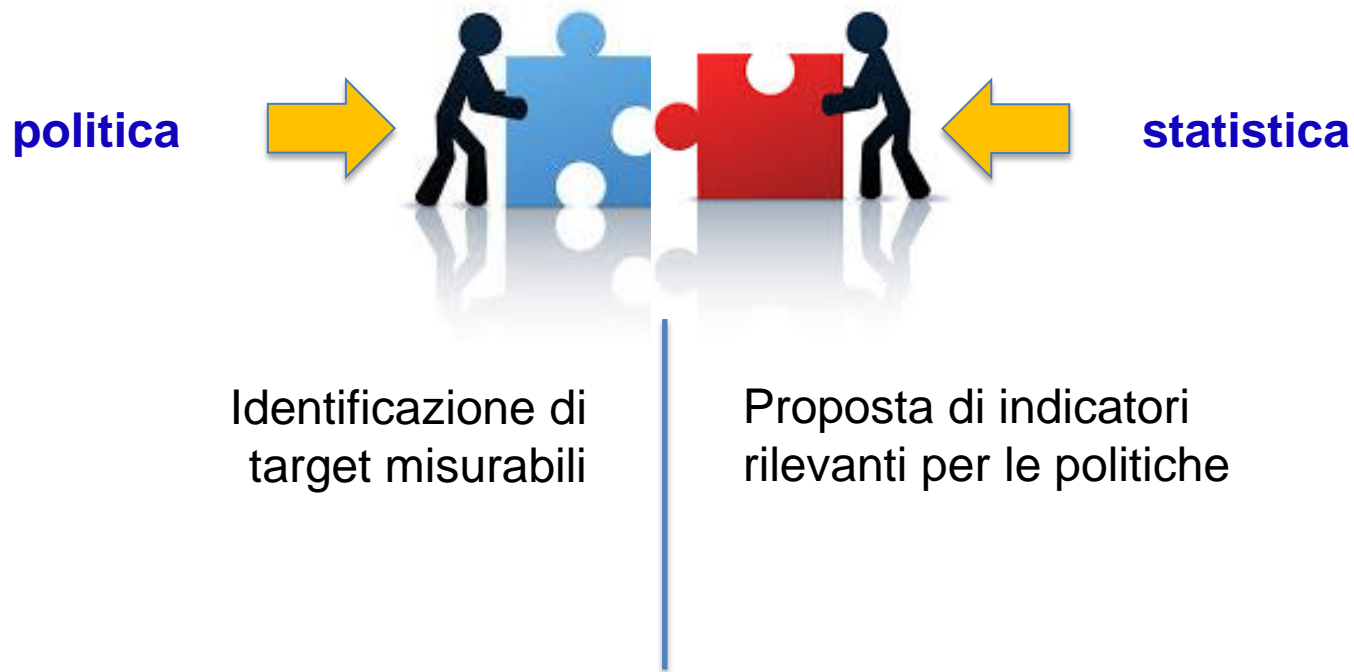 politica
statistica
Identificazione di
target misurabili
Proposta di indicatori
rilevanti per le politiche